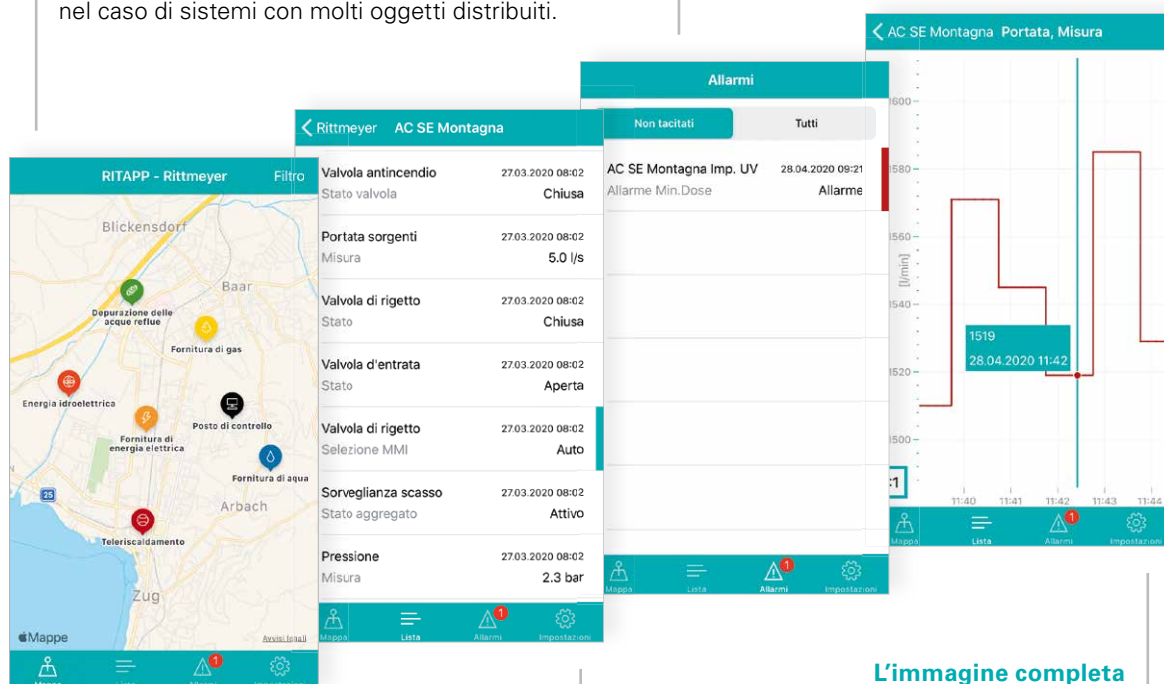 nel caso di sistemi con molti oggetti distribuiti.
RITAPP - Rittmeyer Filtro
Blickensdorf
Baar
Depurazione delle
acque reflue
Fornitura di gas
Energia idroelettrica
Posto di controllo
Fornitura di
energia elettrica
Fornitura di aqua
25
Arbach
Teleriscaldamento
Zug
Mappe
Avvisi legali
1
Rittmeyer AC SE Montagna
Valvola antincendio 27.03.2020 08:02
Stato valvola Chiusa
Portata sorgenti 27.03.2020 08:02
Misura 5.0 l/s
Valvola di rigetto 27.03.2020 08:02
Stato Chiusa
Valvola d'entrata 27.03.2020 08:02
Stato Aperta
Valvola di rigetto 27.03.2020 08:02
Selezione MMI Auto
Sorveglianza scasso 27.03.2020 08:02
Stato aggregato Attivo
Pressione 27.03.2020 08:02
Misura 2.3 bar
1
Mappa Lista Allarmi Impostazioni
Allarmi
Non tacitati Tutti
AC SE Montagna Imp. UV 28.04.2020 09:21
Allarme Min.Dose Allarme
1
Mappa Lista Allarmi Impostazioni
AC SE Montagna Portata, Misura
1600
1580
1560
[l/min]
1540
1519
28.04.2020 11:42
1520
1500
:1
11:40 11:41 11:42 11:43 11:44
1
Mappa Lista Allarmi Impostazioni
L'immagine completa